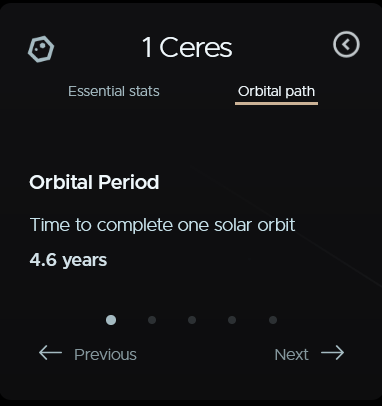 1 Ceres
Essential stats
Orbital path
Orbital Period
Time to complete one solar orbit
4.6 years
Previous
Next